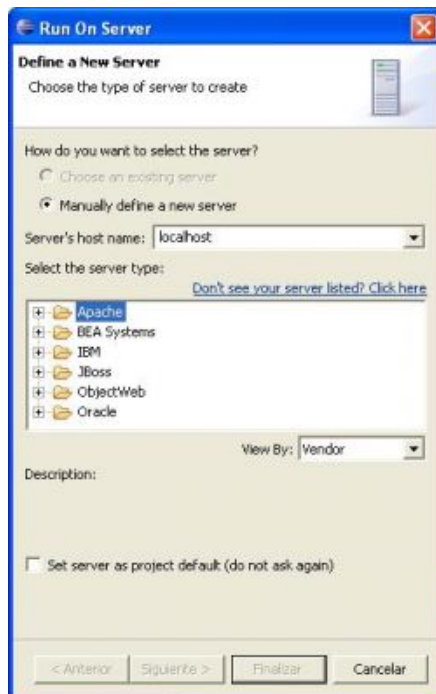 Run On Server
Define a New Server
Choose the type of server to create
How do you want to select the server?
Choose an existing server
Manually define a new server
Server's host name: localhost
Select the server type:
Don't see your server listed? Click here
Apache
BEA Systems
IBM
JBoss
ObjectWeb
Oracle
View By: Vendor
Description:
Set server as project default (do not ask again)
< Anterior Siguiente > Finalizar Cancelar